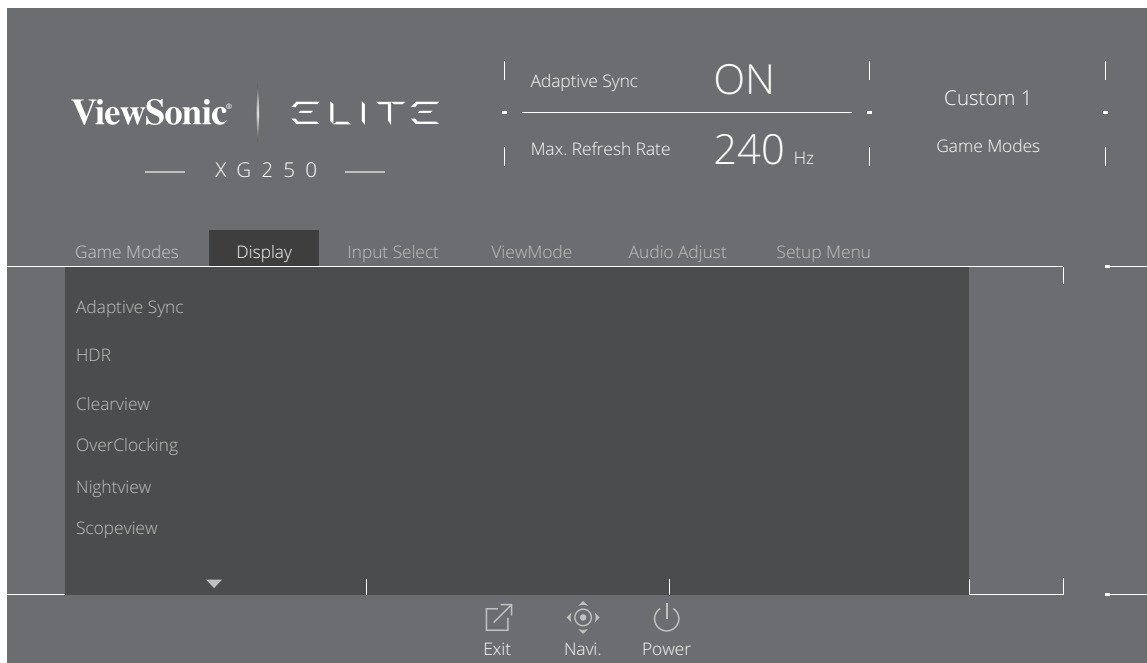 ViewSonic® ELITE
XG250
Adaptive Sync ON
Max. Refresh Rate 240 Hz
Custom 1
Game Modes
Game Modes Display Input Select ViewMode Audio Adjust Setup Menu
Adaptive Sync
HDR
Clearview
OverClocking
Nightview
Scopeview
Exit Navi. Power